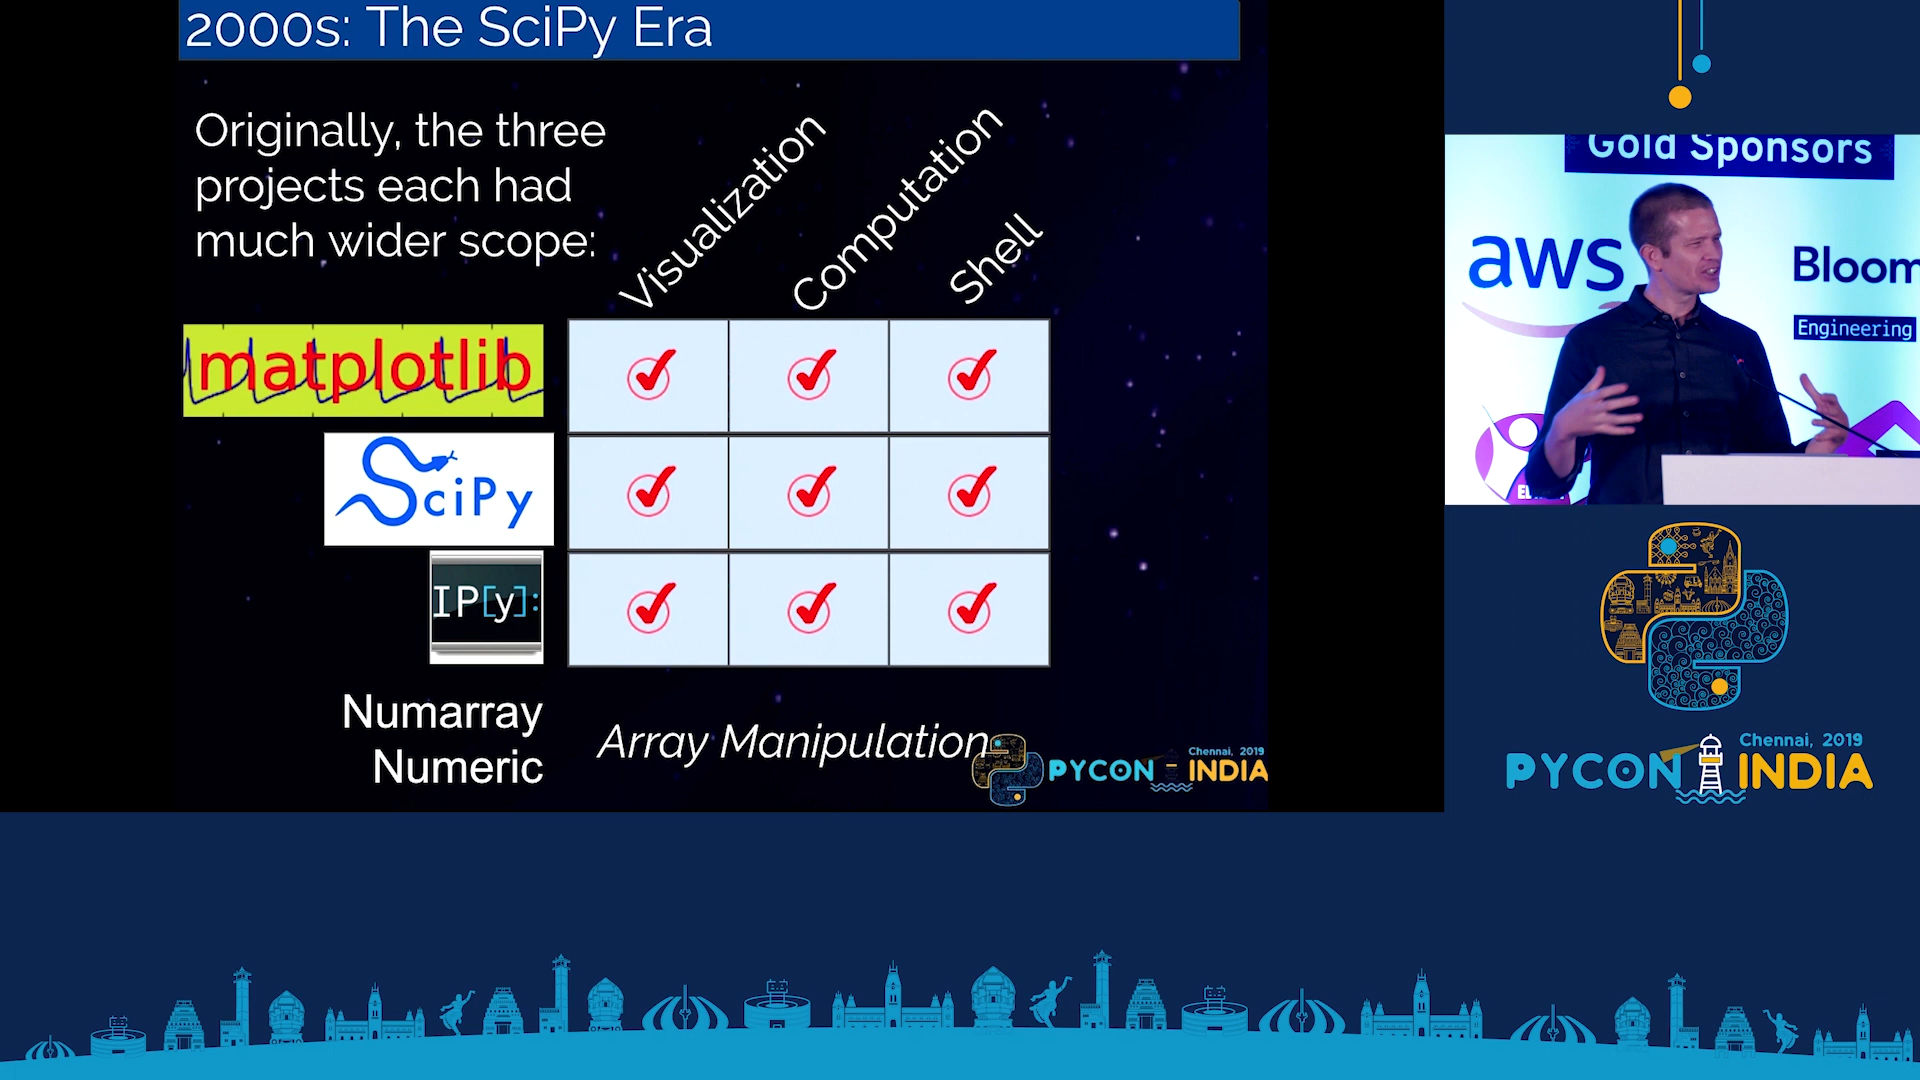 2000s: The SciPy Era
Originally, the three
projects each had
much wider scope:
Visualization
Computation
Shell
matplotlib
SciPy
IP[y]:
Numarray
Numeric
Array Manipulation
Chennai, 2019
PYCON INDIA
Gold Sponsors
aws
Bloom
Engineering
Chennai, 2019
PYCON INDIA